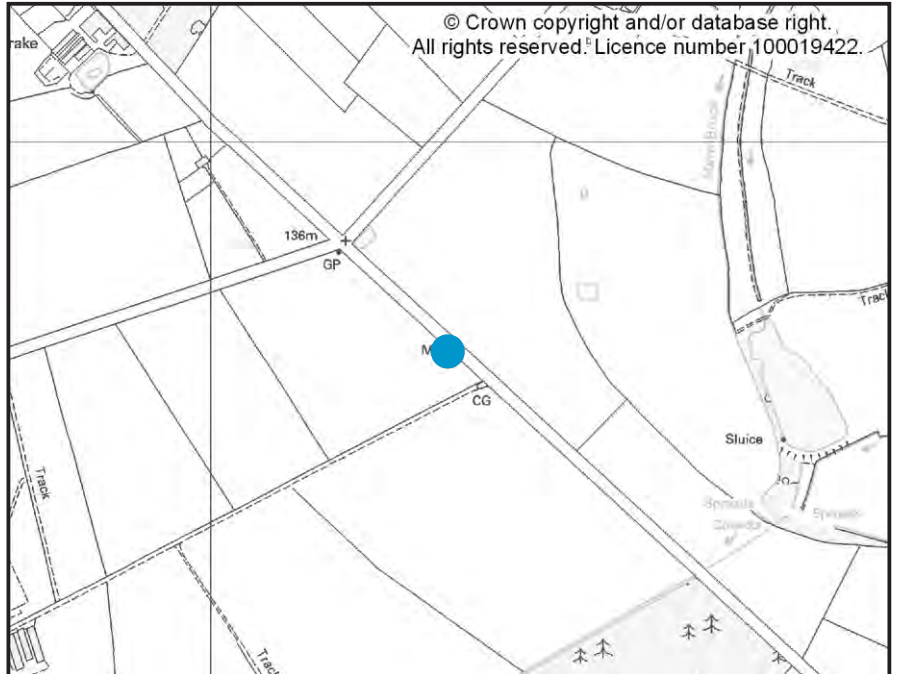 © Crown copyright and/or database right.
All rights reserved. Licence number 100019422.
rake
Track
136m
GP
M
Track
CG
Sluice
Track
Track